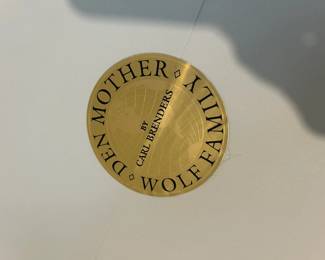 DEN MOTHER ◇ WOLF FAMILY ◇
BY
CARL BRENDERS